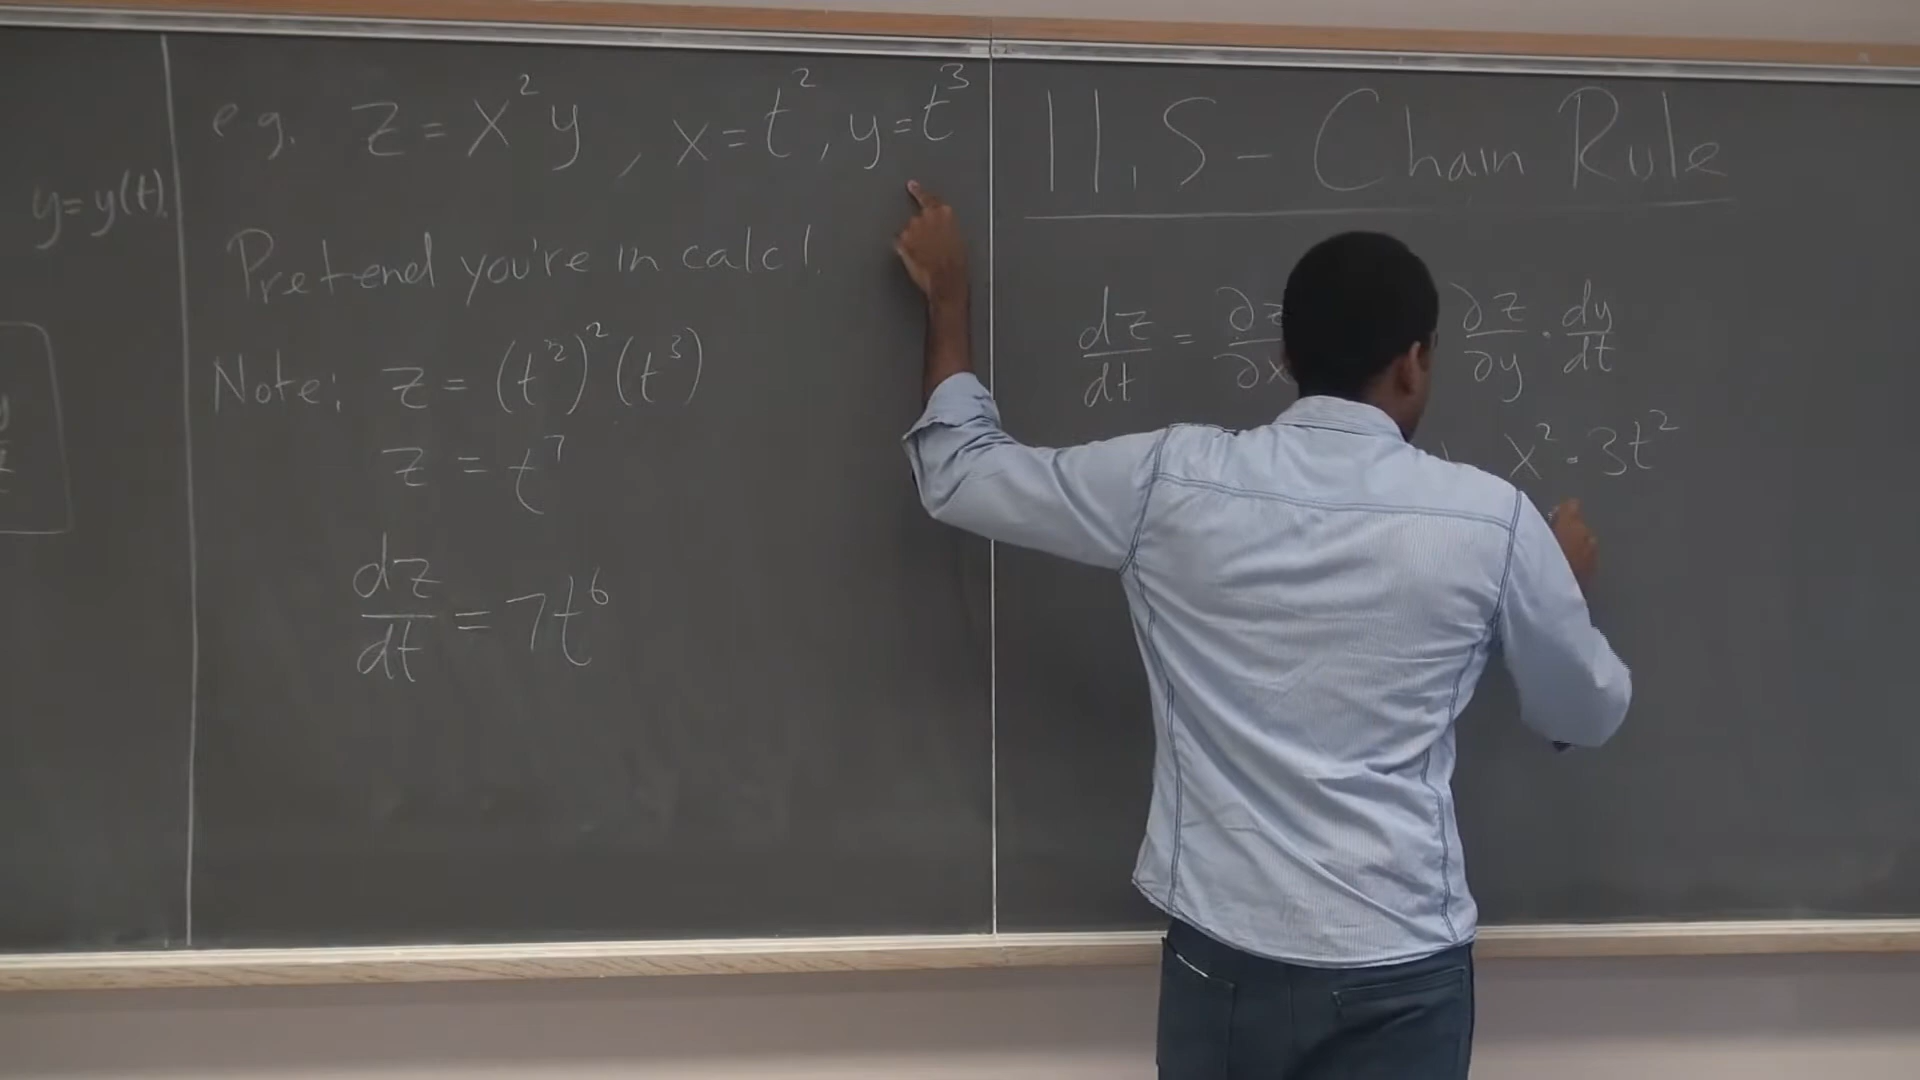 y=y(t).
e.g. z=x²y, x=t², y=t³
Pretend you're in calc 1.
Note: z = (t²)²(t³)
z = t⁷
dz/dt = 7t⁶
11.5 - Chain Rule
dz/dt = ∂z/∂x ∂z/∂y · dy/dt
x² · 3t²